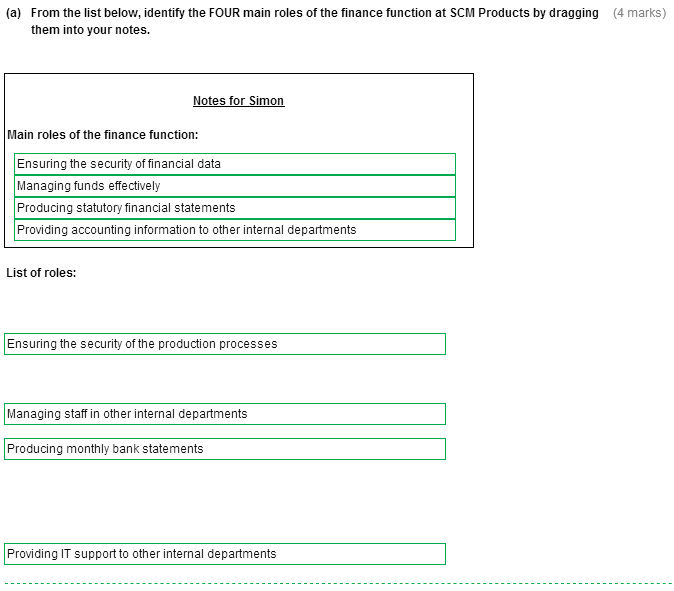 (a) From the list below, identify the FOUR main roles of the finance function at SCM Products by dragging (4 marks)
them into your notes.
Notes for Simon
Main roles of the finance function:
Ensuring the security of financial data
Managing funds effectively
Producing statutory financial statements
Providing accounting information to other internal departments
List of roles:
Ensuring the security of the production processes
Managing staff in other internal departments
Producing monthly bank statements
Providing IT support to other internal departments